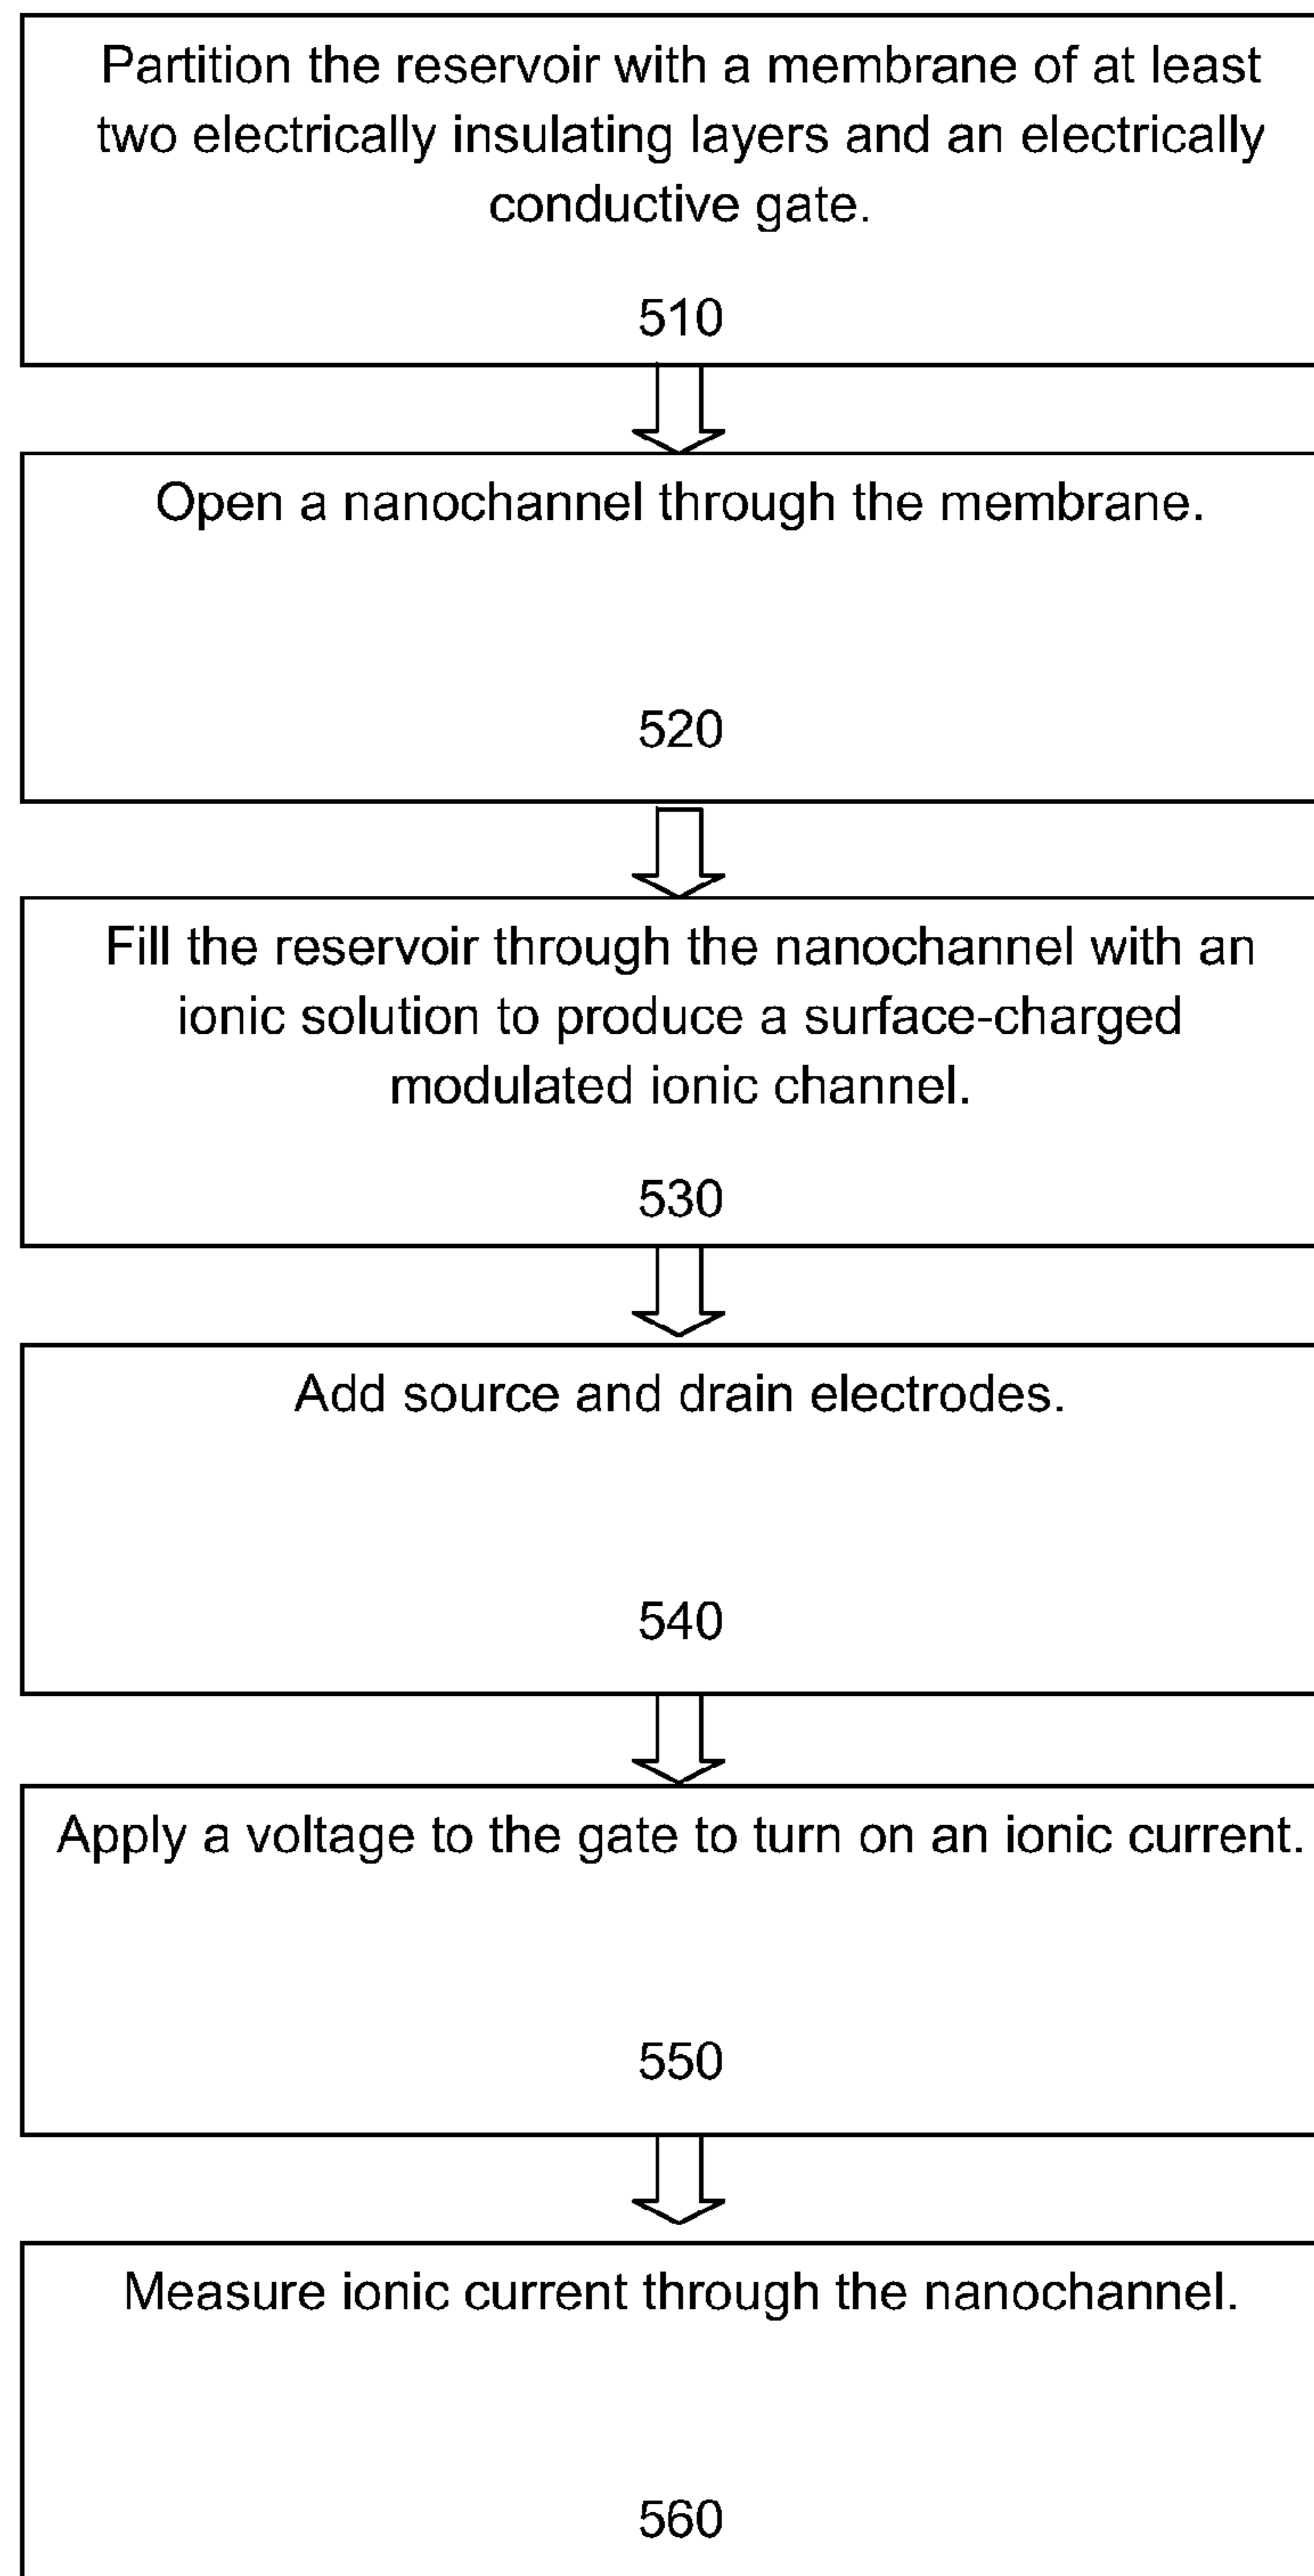 Partition the reservoir with a membrane of at least
two electrically insulating layers and an electrically
conductive gate.
510
Open a nanochannel through the membrane.
520
Fill the reservoir through the nanochannel with an
ionic solution to produce a surface-charged
modulated ionic channel.
530
Add source and drain electrodes.
540
Apply a voltage to the gate to turn on an ionic current.
550
Measure ionic current through the nanochannel.
560